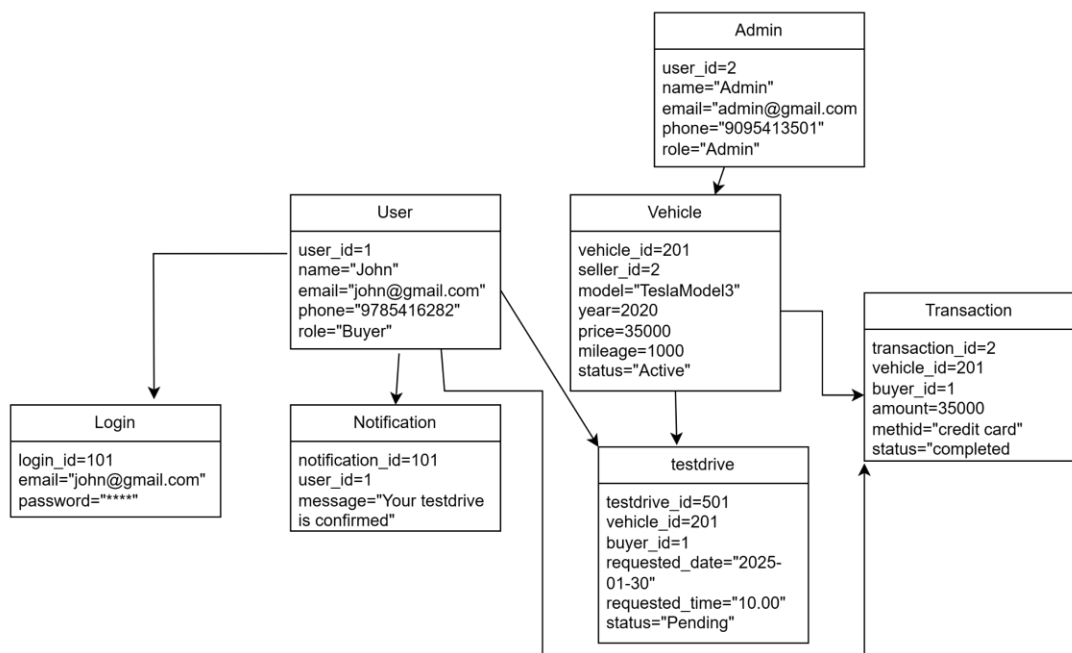 Admin
user_id=2
name="Admin"
email="admin@gmail.com
phone="9095413501"
role="Admin"
User
user_id=1
name="John"
email="john@gmail.com"
phone="9785416282"
role="Buyer"
Vehicle
vehicle_id=201
seller_id=2
model="TeslaModel3"
year=2020
price=35000
mileage=1000
status="Active"
Transaction
transaction_id=2
vehicle_id=201
buyer_id=1
amount=35000
methid="credit card"
status="completed
Login
login_id=101
email="john@gmail.com"
password="****"
Notification
notification_id=101
user_id=1
message="Your testdrive
is confirmed"
testdrive
testdrive_id=501
vehicle_id=201
buyer_id=1
requested_date="2025-
01-30"
requested_time="10.00"
status="Pending"